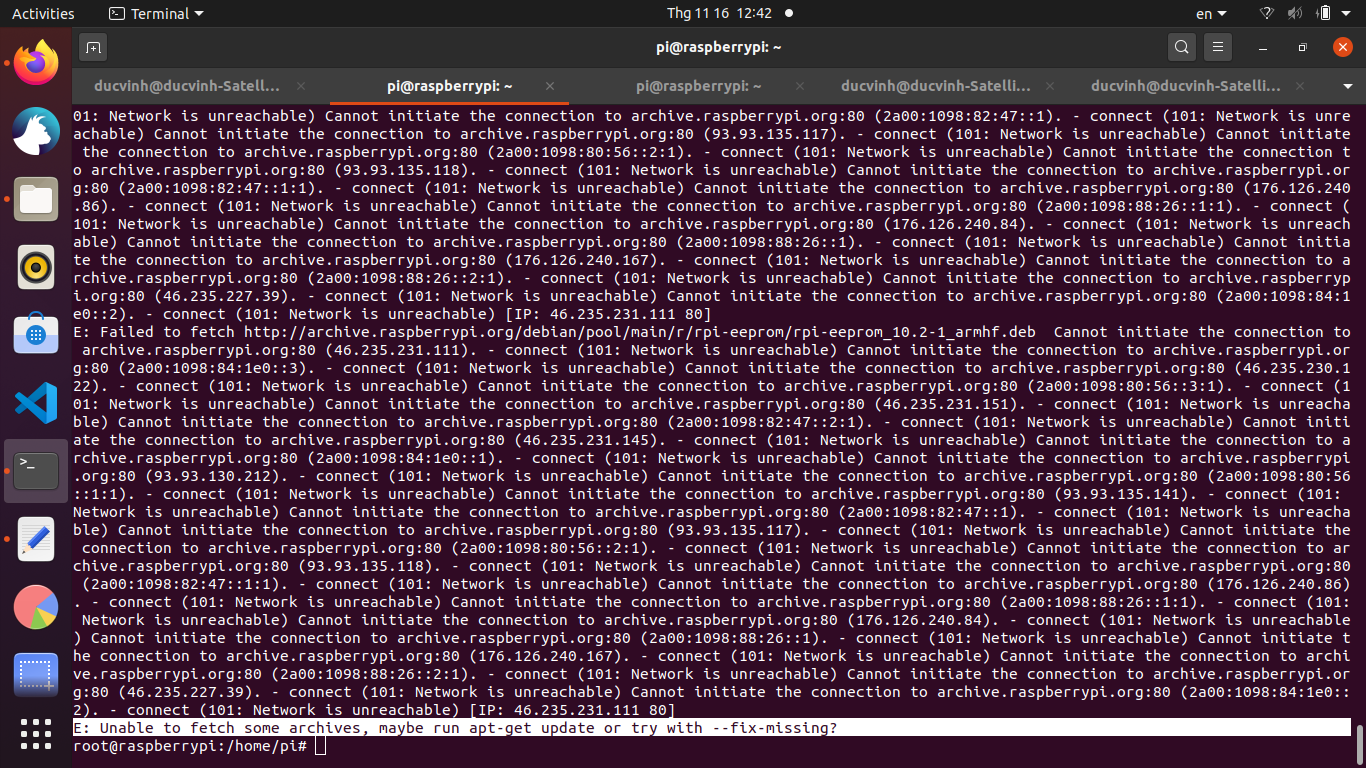 Activities Terminal Thg 11 16 12:42 en
pi@raspberrypi: ~
ducvinh@ducvinh-Satell... pi@raspberrypi: ~ pi@raspberrypi: ~ ducvinh@ducvinh-Satelli... ducvinh@ducvinh-Satelli...
01: Network is unreachable) Cannot initiate the connection to archive.raspberrypi.org:80 (2a00:1098:82:47::1). - connect (101: Network is unre
achable) Cannot initiate the connection to archive.raspberrypi.org:80 (93.93.135.117). - connect (101: Network is unreachable) Cannot initiate
 the connection to archive.raspberrypi.org:80 (2a00:1098:80:56::2:1). - connect (101: Network is unreachable) Cannot initiate the connection t
o archive.raspberrypi.org:80 (93.93.135.118). - connect (101: Network is unreachable) Cannot initiate the connection to archive.raspberrypi.or
g:80 (2a00:1098:82:47::1:1). - connect (101: Network is unreachable) Cannot initiate the connection to archive.raspberrypi.org:80 (176.126.240
.86). - connect (101: Network is unreachable) Cannot initiate the connection to archive.raspberrypi.org:80 (2a00:1098:88:26::1:1). - connect (
101: Network is unreachable) Cannot initiate the connection to archive.raspberrypi.org:80 (176.126.240.84). - connect (101: Network is unreach
able) Cannot initiate the connection to archive.raspberrypi.org:80 (2a00:1098:88:26::1). - connect (101: Network is unreachable) Cannot initia
te the connection to archive.raspberrypi.org:80 (176.126.240.167). - connect (101: Network is unreachable) Cannot initiate the connection to a
rchive.raspberrypi.org:80 (2a00:1098:88:26::2:1). - connect (101: Network is unreachable) Cannot initiate the connection to archive.raspberryp
i.org:80 (46.235.227.39). - connect (101: Network is unreachable) Cannot initiate the connection to archive.raspberrypi.org:80 (2a00:1098:84:1
e0::2). - connect (101: Network is unreachable) [IP: 46.235.231.111 80]
E: Failed to fetch http://archive.raspberrypi.org/debian/pool/main/r/rpi-eeprom/rpi-eeprom_10.2-1_armhf.deb  Cannot initiate the connection to
 archive.raspberrypi.org:80 (46.235.231.111). - connect (101: Network is unreachable) Cannot initiate the connection to archive.raspberrypi.or
g:80 (2a00:1098:84:1e0::3). - connect (101: Network is unreachable) Cannot initiate the connection to archive.raspberrypi.org:80 (46.235.230.1
22). - connect (101: Network is unreachable) Cannot initiate the connection to archive.raspberrypi.org:80 (2a00:1098:80:56::3:1). - connect (1
01: Network is unreachable) Cannot initiate the connection to archive.raspberrypi.org:80 (46.235.231.151). - connect (101: Network is unreacha
ble) Cannot initiate the connection to archive.raspberrypi.org:80 (2a00:1098:82:47::2:1). - connect (101: Network is unreachable) Cannot initi
ate the connection to archive.raspberrypi.org:80 (46.235.231.145). - connect (101: Network is unreachable) Cannot initiate the connection to a
rchive.raspberrypi.org:80 (2a00:1098:84:1e0::1). - connect (101: Network is unreachable) Cannot initiate the connection to archive.raspberrypi
.org:80 (93.93.130.212). - connect (101: Network is unreachable) Cannot initiate the connection to archive.raspberrypi.org:80 (2a00:1098:80:56
::1:1). - connect (101: Network is unreachable) Cannot initiate the connection to archive.raspberrypi.org:80 (93.93.135.141). - connect (101:
Network is unreachable) Cannot initiate the connection to archive.raspberrypi.org:80 (2a00:1098:82:47::1). - connect (101: Network is unreacha
ble) Cannot initiate the connection to archive.raspberrypi.org:80 (93.93.135.117). - connect (101: Network is unreachable) Cannot initiate the
 connection to archive.raspberrypi.org:80 (2a00:1098:80:56::2:1). - connect (101: Network is unreachable) Cannot initiate the connection to ar
chive.raspberrypi.org:80 (93.93.135.118). - connect (101: Network is unreachable) Cannot initiate the connection to archive.raspberrypi.org:80
 (2a00:1098:82:47::1:1). - connect (101: Network is unreachable) Cannot initiate the connection to archive.raspberrypi.org:80 (176.126.240.86)
. - connect (101: Network is unreachable) Cannot initiate the connection to archive.raspberrypi.org:80 (2a00:1098:88:26::1:1). - connect (101:
 Network is unreachable) Cannot initiate the connection to archive.raspberrypi.org:80 (176.126.240.84). - connect (101: Network is unreachable
) Cannot initiate the connection to archive.raspberrypi.org:80 (2a00:1098:88:26::1). - connect (101: Network is unreachable) Cannot initiate t
he connection to archive.raspberrypi.org:80 (176.126.240.167). - connect (101: Network is unreachable) Cannot initiate the connection to archi
ve.raspberrypi.org:80 (2a00:1098:88:26::2:1). - connect (101: Network is unreachable) Cannot initiate the connection to archive.raspberrypi.or
g:80 (46.235.227.39). - connect (101: Network is unreachable) Cannot initiate the connection to archive.raspberrypi.org:80 (2a00:1098:84:1e0::
2). - connect (101: Network is unreachable) [IP: 46.235.231.111 80]
E: Unable to fetch some archives, maybe run apt-get update or try with --fix-missing?
root@raspberrypi:/home/pi#